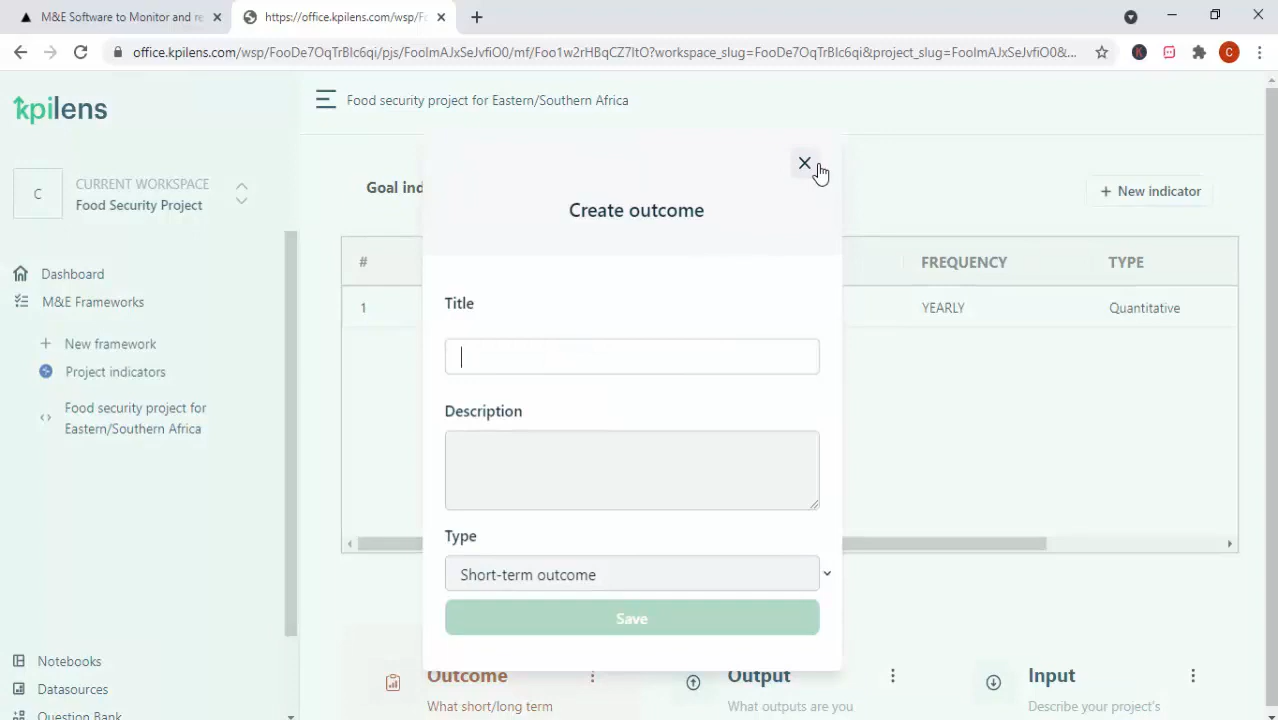 M&E Software to Monitor and re
https://office.kpilens.com/wsp/Fo
office.kpilens.com/wsp/FooDe7OqTrBIc6qi/pjs/FooImAJxSeJvfiO0/mf/Foo1w2rHBqCZ7ItO?workspace_slug=FooDe7OqTrBIc6qi&project_slug=FooImAJxSeJvfiO0&...
K
C
kpilens
Food security project for Eastern/Southern Africa
C
CURRENT WORKSPACE
Food Security Project
Goal ind
+ New indicator
Create outcome
# FREQUENCY TYPE
1 YEARLY Quantitative
Dashboard
M&E Frameworks
+ New framework
Project indicators
Food security project for
Eastern/Southern Africa
Title
Description
Type
Short-term outcome
Save
Notebooks
Datasources
Question Bank
Outcome
What short/long term
Output
What outputs are you
Input
Describe your project's